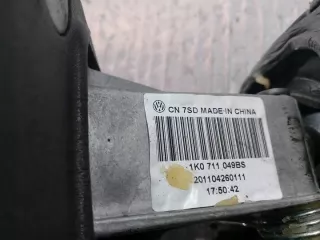 CN 7SD MADE IN CHINA
1K0 711 049BS
201104260111
17:50:42